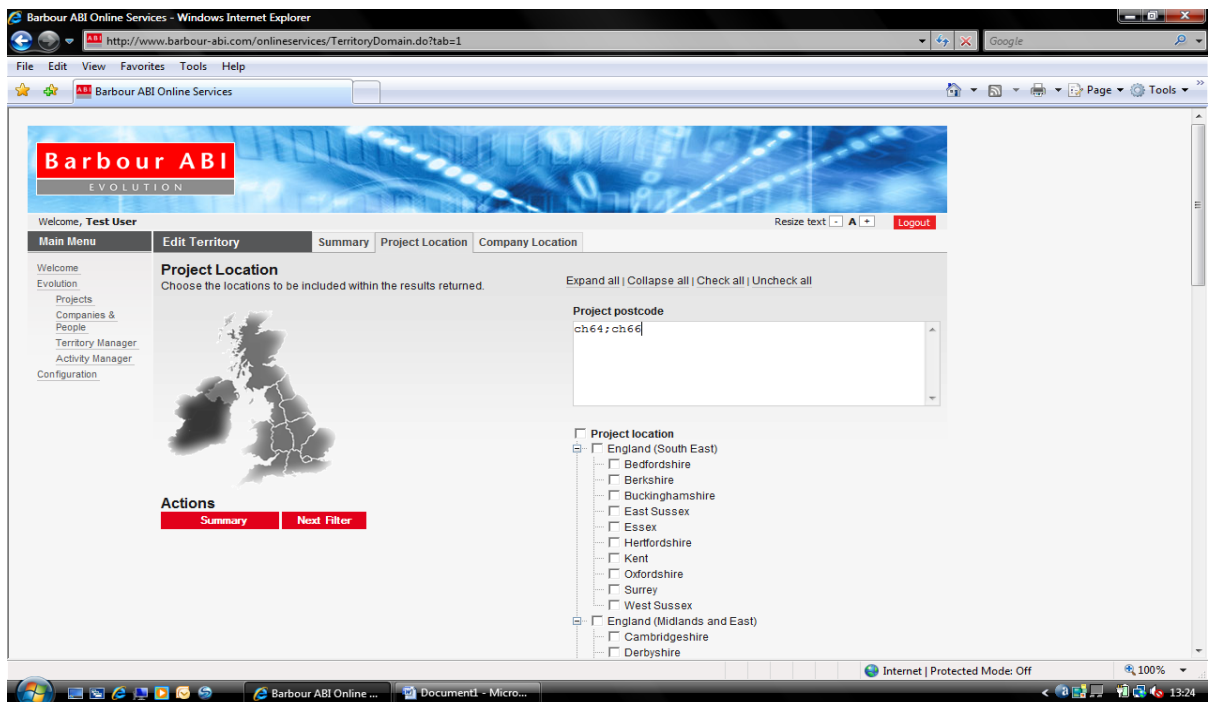 Barbour ABI Online Services - Windows Internet Explorer
http://www.barbour-abi.com/onlineservices/TerritoryDomain.do?tab=1
Google
File Edit View Favorites Tools Help
Barbour ABI Online Services
Page Tools
Barbour ABI
EVOLUTION
Welcome, Test User
Resize text - A + Logout
Main Menu
Edit Territory Summary Project Location Company Location
Welcome
Evolution
Projects
Companies &
People
Territory Manager
Activity Manager
Configuration
Project Location
Choose the locations to be included within the results returned.
Actions
Summary Next Filter
Expand all | Collapse all | Check all | Uncheck all
Project postcode
ch64;ch66
Project location
England (South East)
Bedfordshire
Berkshire
Buckinghamshire
East Sussex
Essex
Hertfordshire
Kent
Oxfordshire
Surrey
West Sussex
England (Midlands and East)
Cambridgeshire
Derbyshire
Internet | Protected Mode: Off 100%
Barbour ABI Online ... Document1 - Micro... 13:24